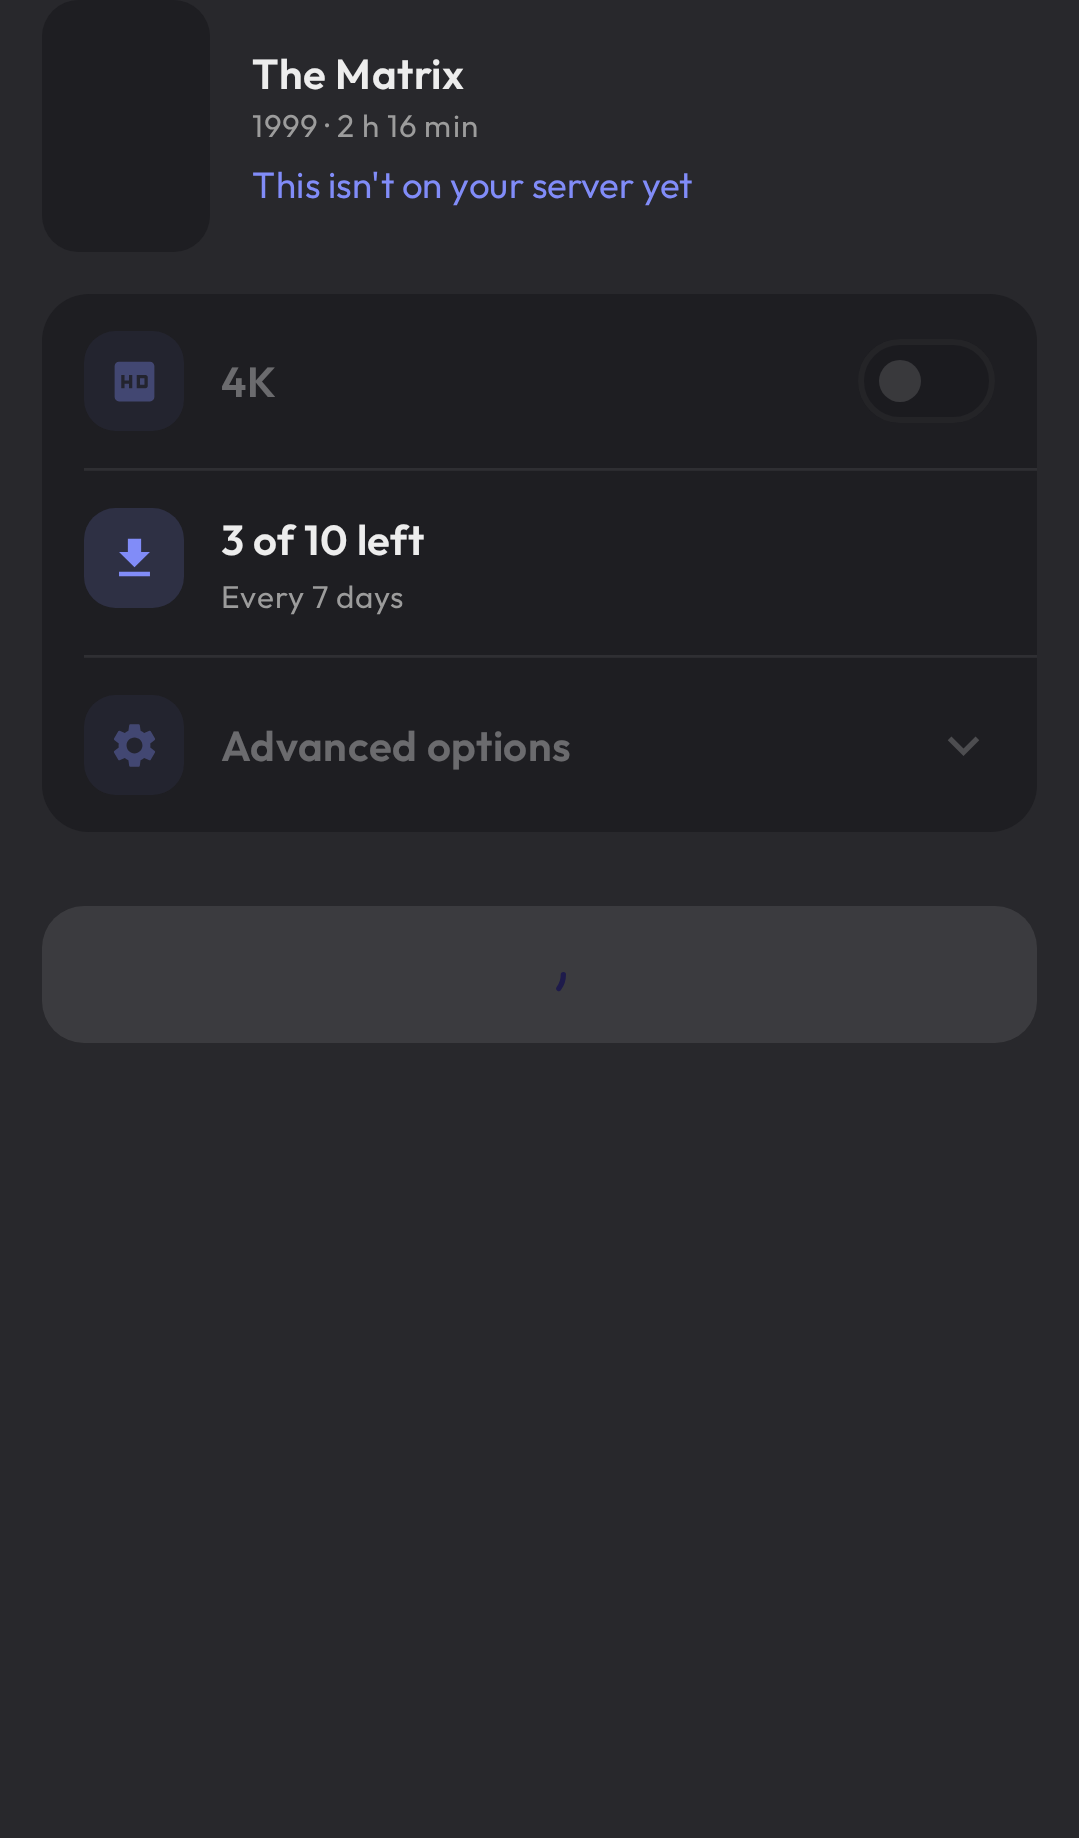 The Matrix
1999 · 2 h 16 min
This isn't on your server yet
HD
4K
3 of 10 left
Every 7 days
Advanced options